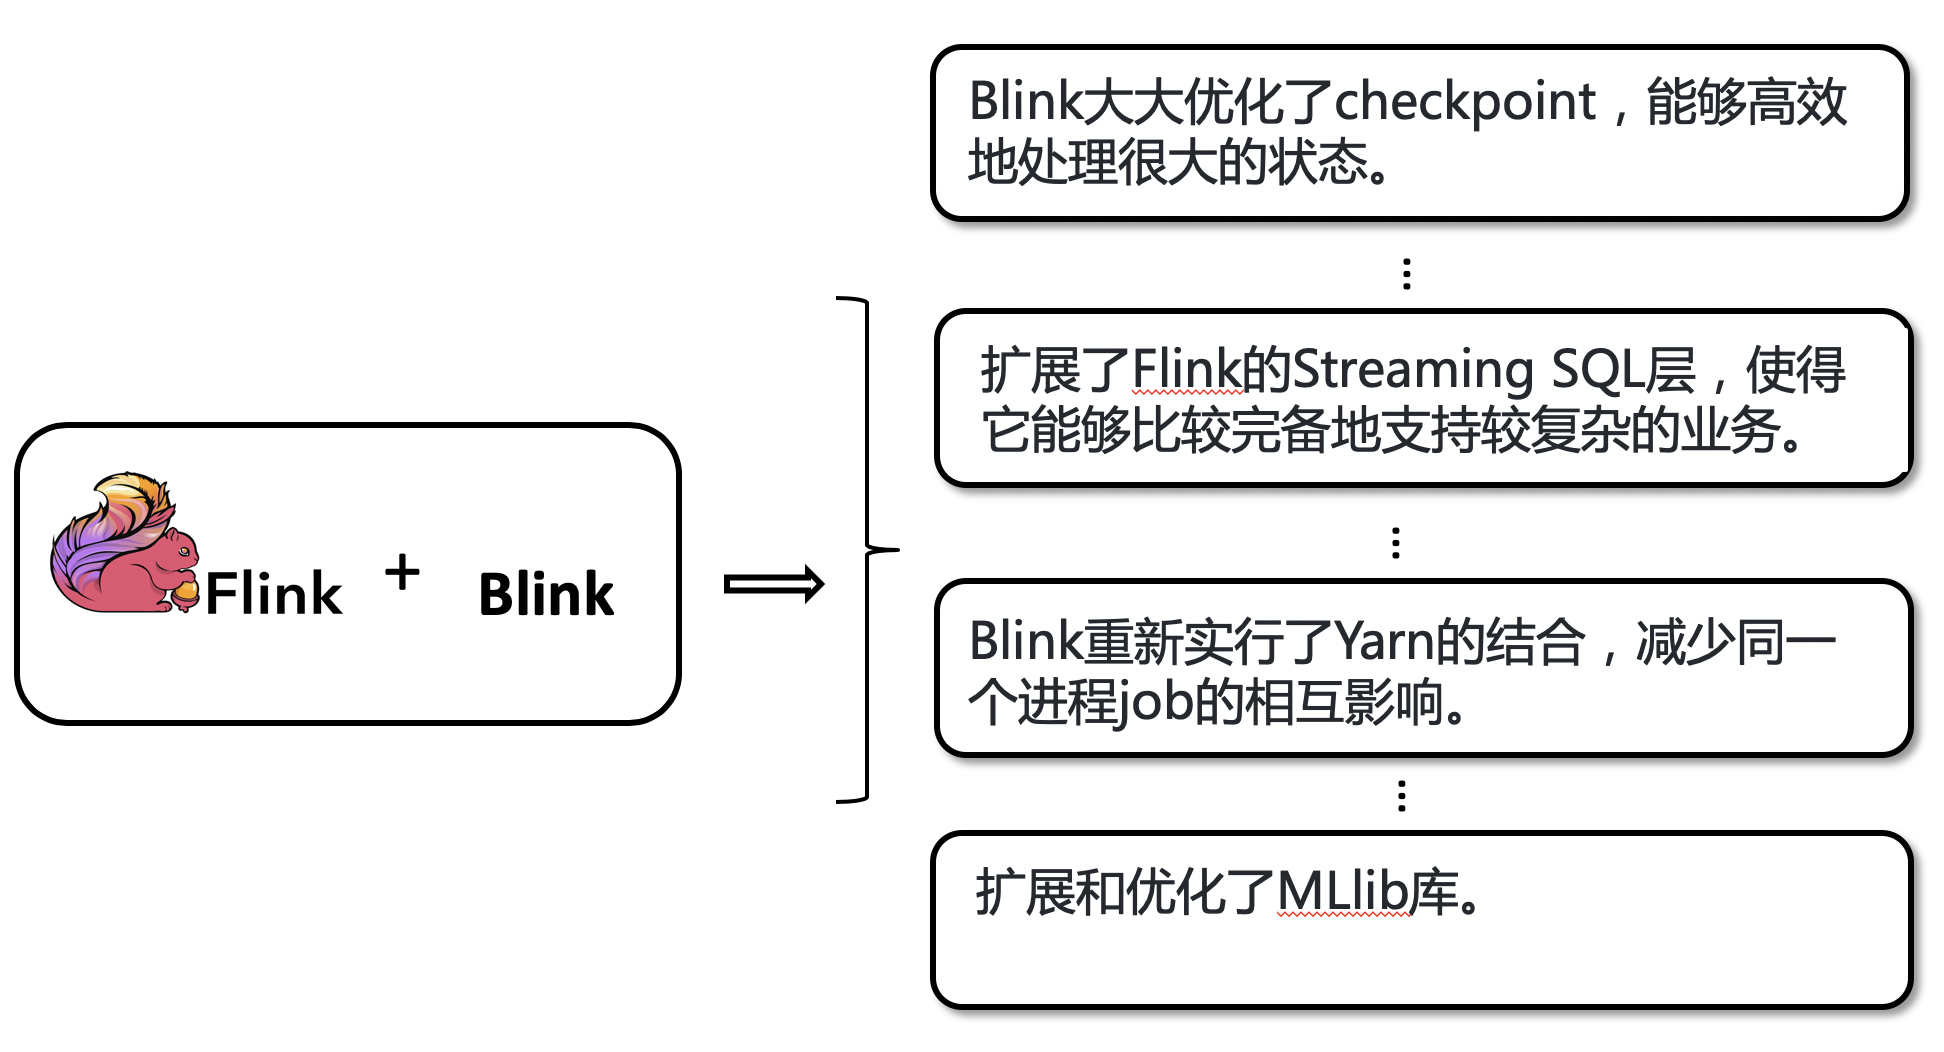 Blink大大优化了checkpoint，能够高效
地处理很大的状态。
扩展了Flink的Streaming SQL层，使得
它能够比较完备地支持较复杂的业务。
Flink + Blink
Blink重新实行了Yarn的结合，减少同一
个进程job的相互影响。
扩展和优化了MLlib库。